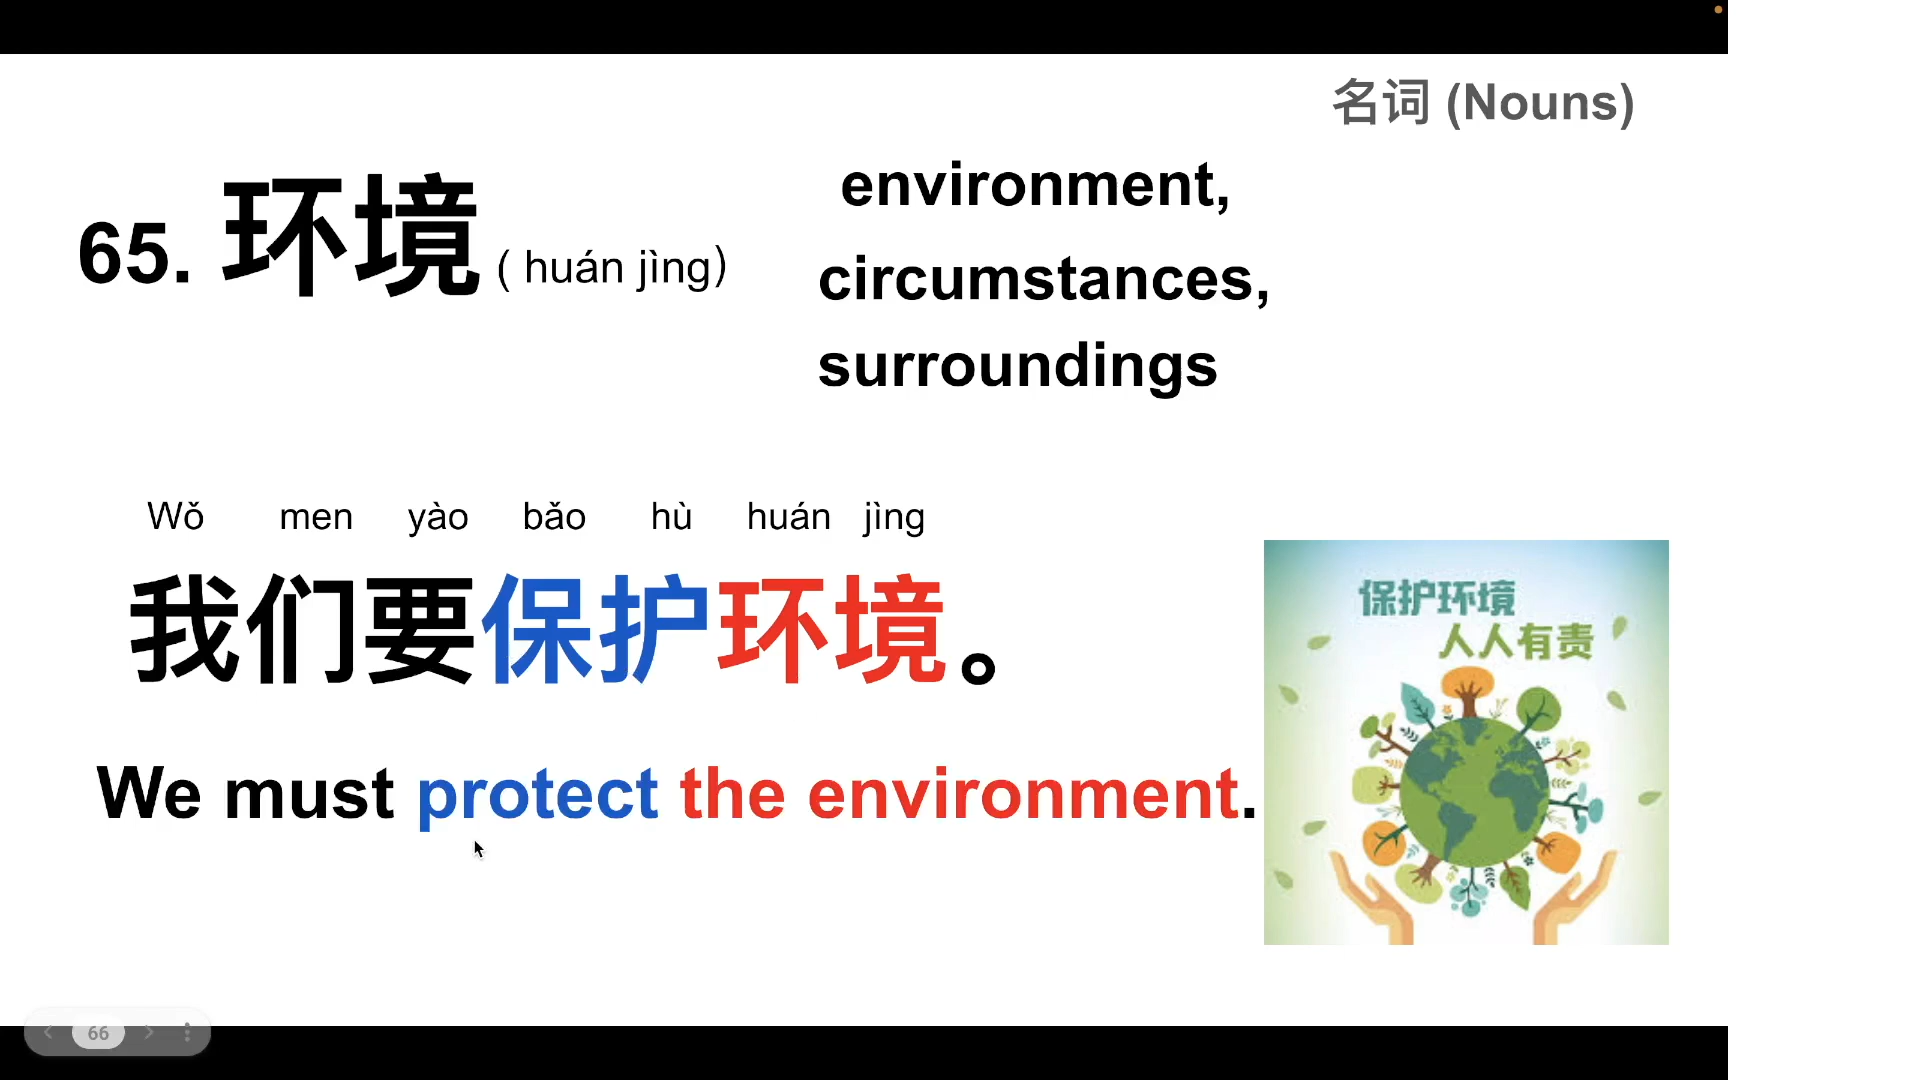 名词 (Nouns)
65. 环境 ( huán jìng)
environment,
circumstances,
surroundings
Wǒ men yào bǎo hù huán jìng
我们要保护环境。
We must protect the environment.
保护环境
人人有责
66